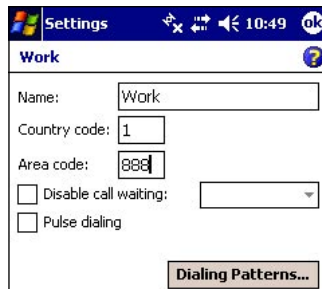 Settings 10:49 ok
Work
Name: Work
Country code: 1
Area code: 888
Disable call waiting:
Pulse dialing
Dialing Patterns...